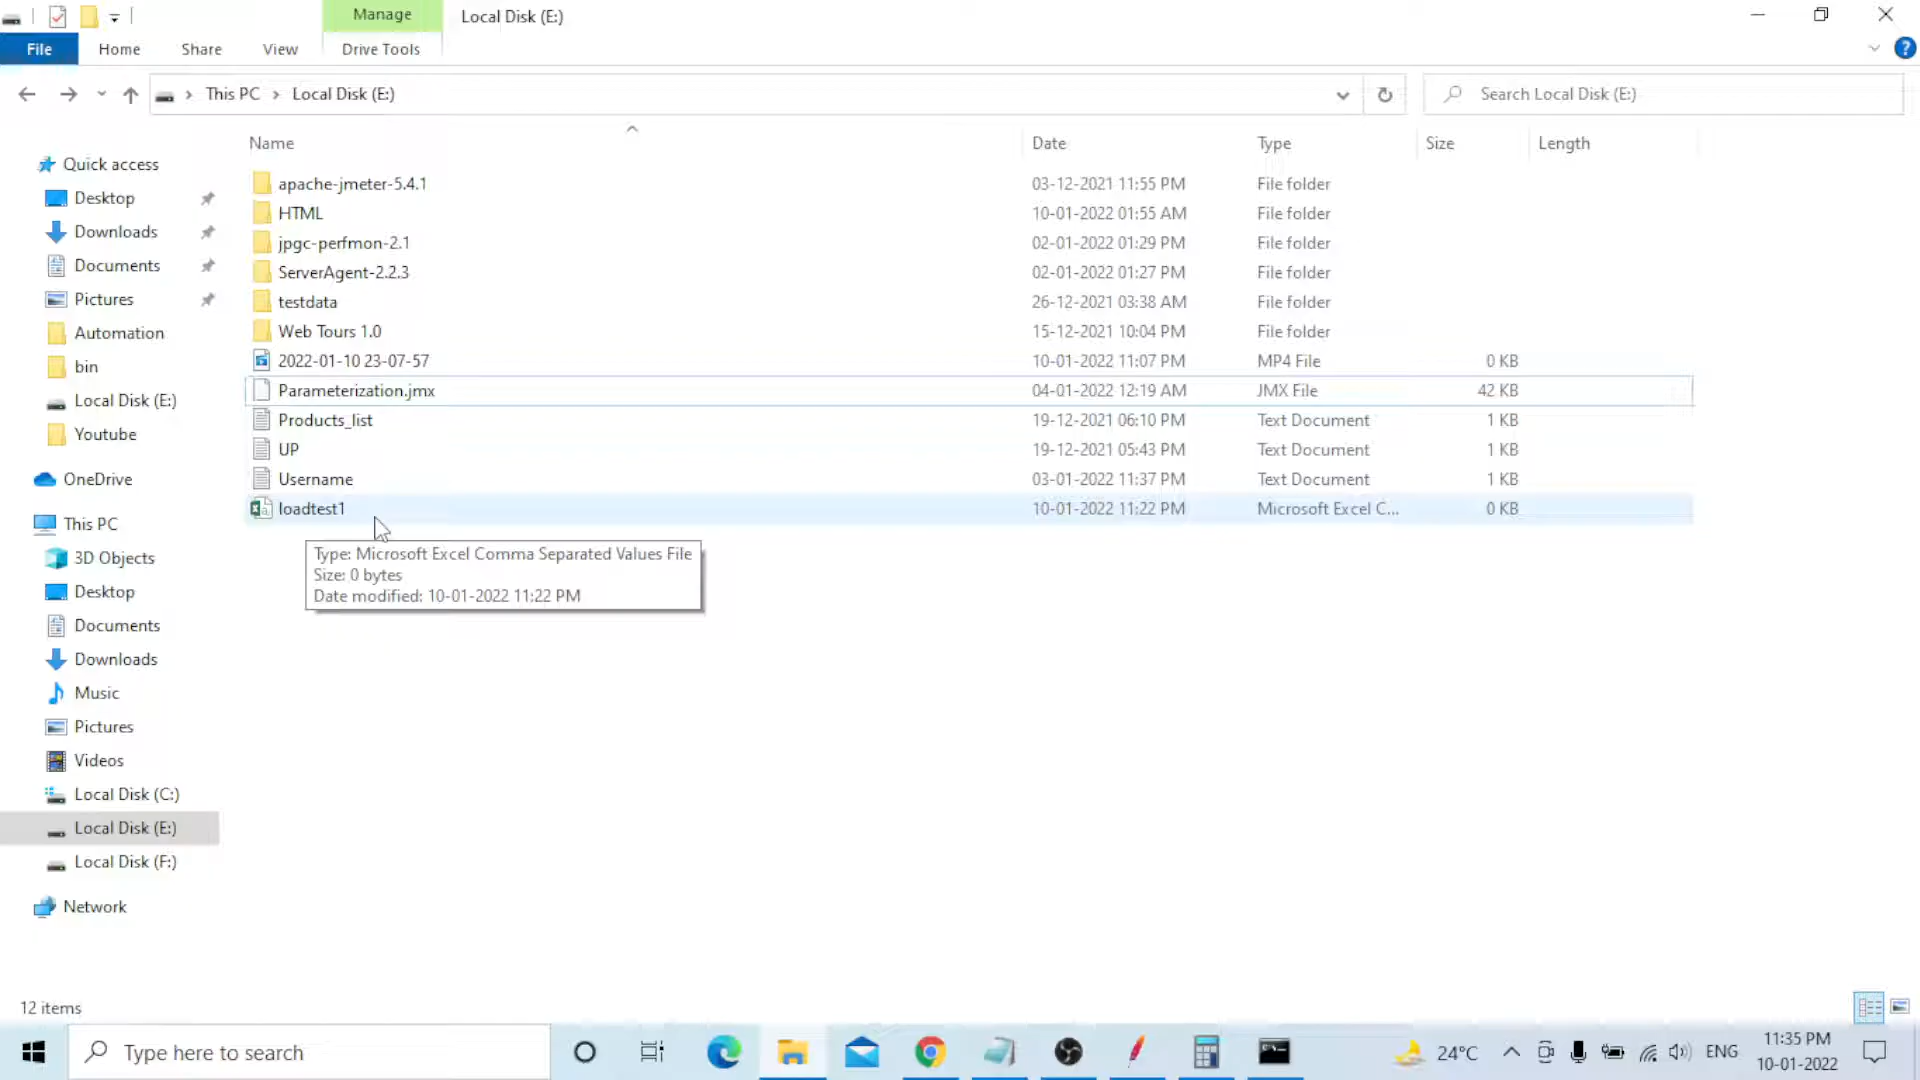 Manage
Local Disk (E:)
File
Home
Share
View
Drive Tools
This PC
Local Disk (E:)
Search Local Disk (E:)
Name
Date
Type
Size
Length
Quick access
Desktop
Downloads
Documents
Pictures
Automation
bin
Local Disk (E:)
Youtube
OneDrive
This PC
3D Objects
Desktop
Documents
Downloads
Music
Pictures
Videos
Local Disk (C:)
Local Disk (E:)
Local Disk (F:)
Network
apache-jmeter-5.4.1 03-12-2021 11:55 PM File folder
HTML 10-01-2022 01:55 AM File folder
jpgc-perfmon-2.1 02-01-2022 01:29 PM File folder
ServerAgent-2.2.3 02-01-2022 01:27 PM File folder
testdata 26-12-2021 03:38 AM File folder
Web Tours 1.0 15-12-2021 10:04 PM File folder
2022-01-10 23-07-57 10-01-2022 11:07 PM MP4 File 0 KB
Parameterization.jmx 04-01-2022 12:19 AM JMX File 42 KB
Products_list 19-12-2021 06:10 PM Text Document 1 KB
UP 19-12-2021 05:43 PM Text Document 1 KB
Username 03-01-2022 11:37 PM Text Document 1 KB
loadtest1 10-01-2022 11:22 PM Microsoft Excel C... 0 KB
Type: Microsoft Excel Comma Separated Values File
Size: 0 bytes
Date modified: 10-01-2022 11:22 PM
12 items
Type here to search
24°C
ENG
11:35 PM
10-01-2022